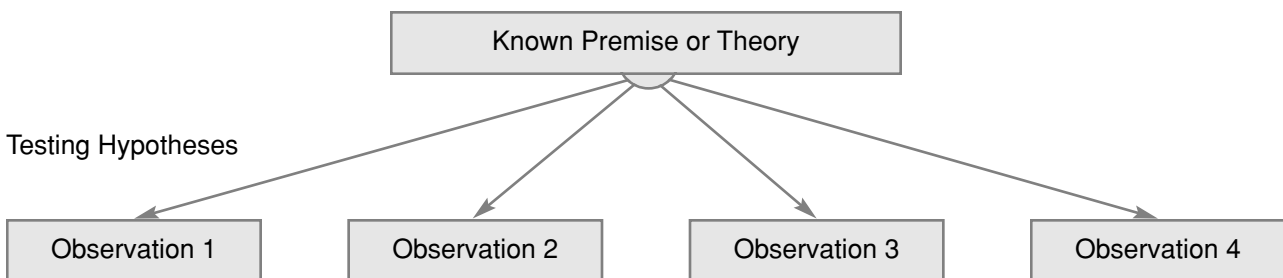 Known Premise or Theory
Testing Hypotheses
Observation 1
Observation 2
Observation 3
Observation 4